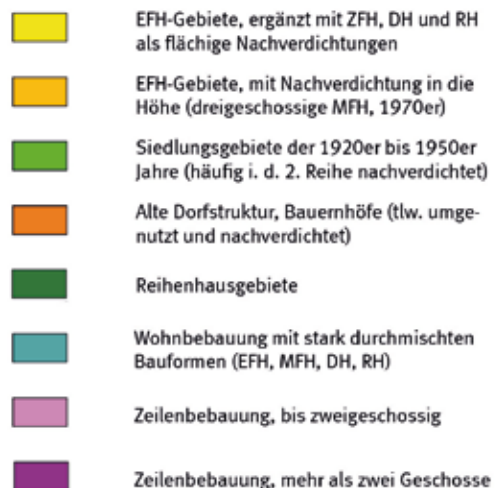 EFH-Gebiete, ergänzt mit ZFH, DH und RH
als flächige Nachverdichtungen
EFH-Gebiete, mit Nachverdichtung in die
Höhe (dreigeschossige MFH, 1970er)
Siedlungsgebiete der 1920er bis 1950er
Jahre (häufig i. d. 2. Reihe nachverdichtet)
Alte Dorfstruktur, Bauernhöfe (tlw. umge-
nutzt und nachverdichtet)
Reihenhausgebiete
Wohnbebauung mit stark durchmischten
Bauformen (EFH, MFH, DH, RH)
Zeilenbebauung, bis zweigeschossig
Zeilenbebauung, mehr als zwei Geschosse